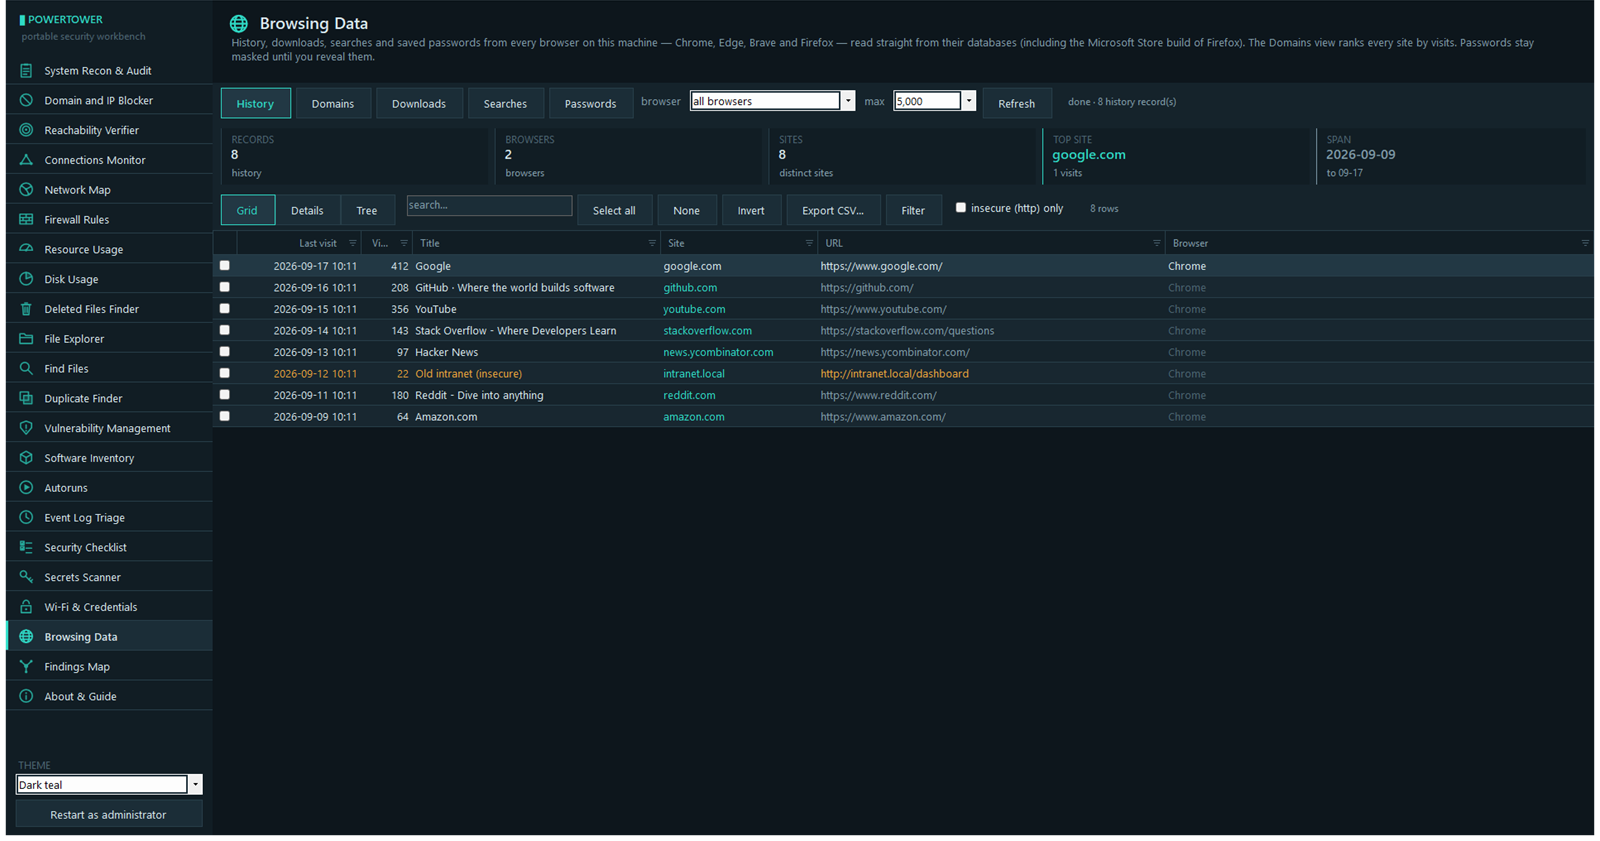 POWERTOWER
portable security workbench
System Recon & Audit
Domain and IP Blocker
Reachability Verifier
Connections Monitor
Network Map
Firewall Rules
Resource Usage
Disk Usage
Deleted Files Finder
File Explorer
Find Files
Duplicate Finder
Vulnerability Management
Software Inventory
Autoruns
Event Log Triage
Security Checklist
Secrets Scanner
Wi-Fi & Credentials
Browsing Data
Findings Map
About & Guide
THEME
Dark teal
Restart as administrator
Browsing Data
History, downloads, searches and saved passwords from every browser on this machine — Chrome, Edge, Brave and Firefox — read straight from their databases (including the Microsoft Store build of Firefox). The Domains view ranks every site by visits. Passwords stay
masked until you reveal them.
History Domains Downloads Searches Passwords browser all browsers max 5,000 Refresh done · 8 history record(s)
RECORDS BROWSERS SITES TOP SITE SPAN
8 2 8 google.com 2026-09-09
history browsers distinct sites 1 visits to 09-17
Grid Details Tree search... Select all None Invert Export CSV... Filter insecure (http) only 8 rows
Last visit Vi... Title Site URL Browser
2026-09-17 10:11 412 Google google.com https://www.google.com/ Chrome
2026-09-16 10:11 208 GitHub · Where the world builds software github.com https://github.com/ Chrome
2026-09-15 10:11 356 YouTube youtube.com https://www.youtube.com/ Chrome
2026-09-14 10:11 143 Stack Overflow - Where Developers Learn stackoverflow.com https://stackoverflow.com/questions Chrome
2026-09-13 10:11 97 Hacker News news.ycombinator.com https://news.ycombinator.com/ Chrome
2026-09-12 10:11 22 Old intranet (insecure) intranet.local http://intranet.local/dashboard Chrome
2026-09-11 10:11 180 Reddit - Dive into anything reddit.com https://www.reddit.com/ Chrome
2026-09-09 10:11 64 Amazon.com amazon.com https://www.amazon.com/ Chrome